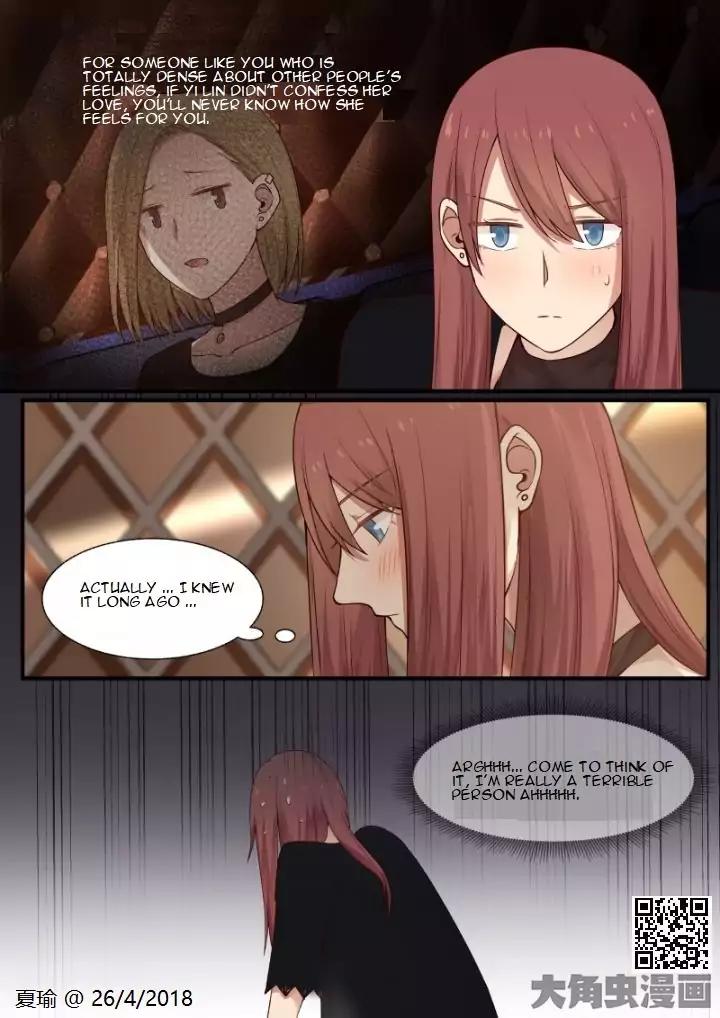 FOR SOMEONE LIKE YOU WHO IS
TOTALLY DENSE ABOUT OTHER PEOPLE'S
FEELINGS, IF YI LIN DIDN'T CONFESS HER
LOVE, YOU'LL NEVER KNOW HOW SHE
FEELS FOR YOU.
ACTUALLY ... I KNEW
IT LONG AGO ...
ARGHHH... COME TO THINK OF
IT, I'M REALLY A TERRIBLE
PERSON AHHHHH.
夏瑜 @ 26/4/2018
大角虫漫画